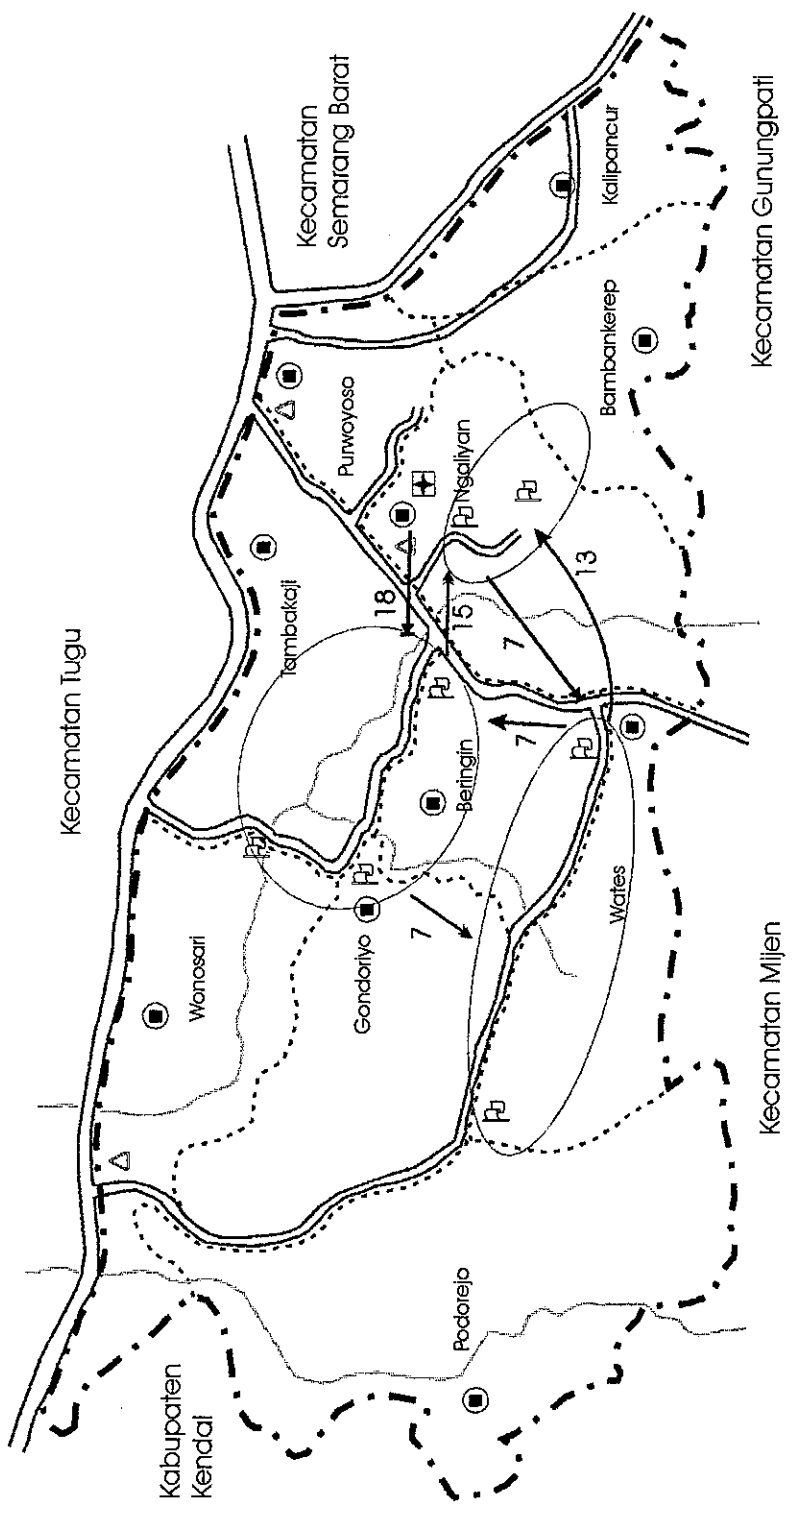 Kecamatan Tugu
Kecamatan
Semarang Barat
Kabupaten
Kendal
Wonosari
Tambakaji
Purwoyoso
Gondoriyo
Ngaliyan
Beringin
Podorejo
Wates
Bambankerep
Kalipancur
18
15
7
13
7
7
Kecamatan Mijen
Kecamatan Gunungpati